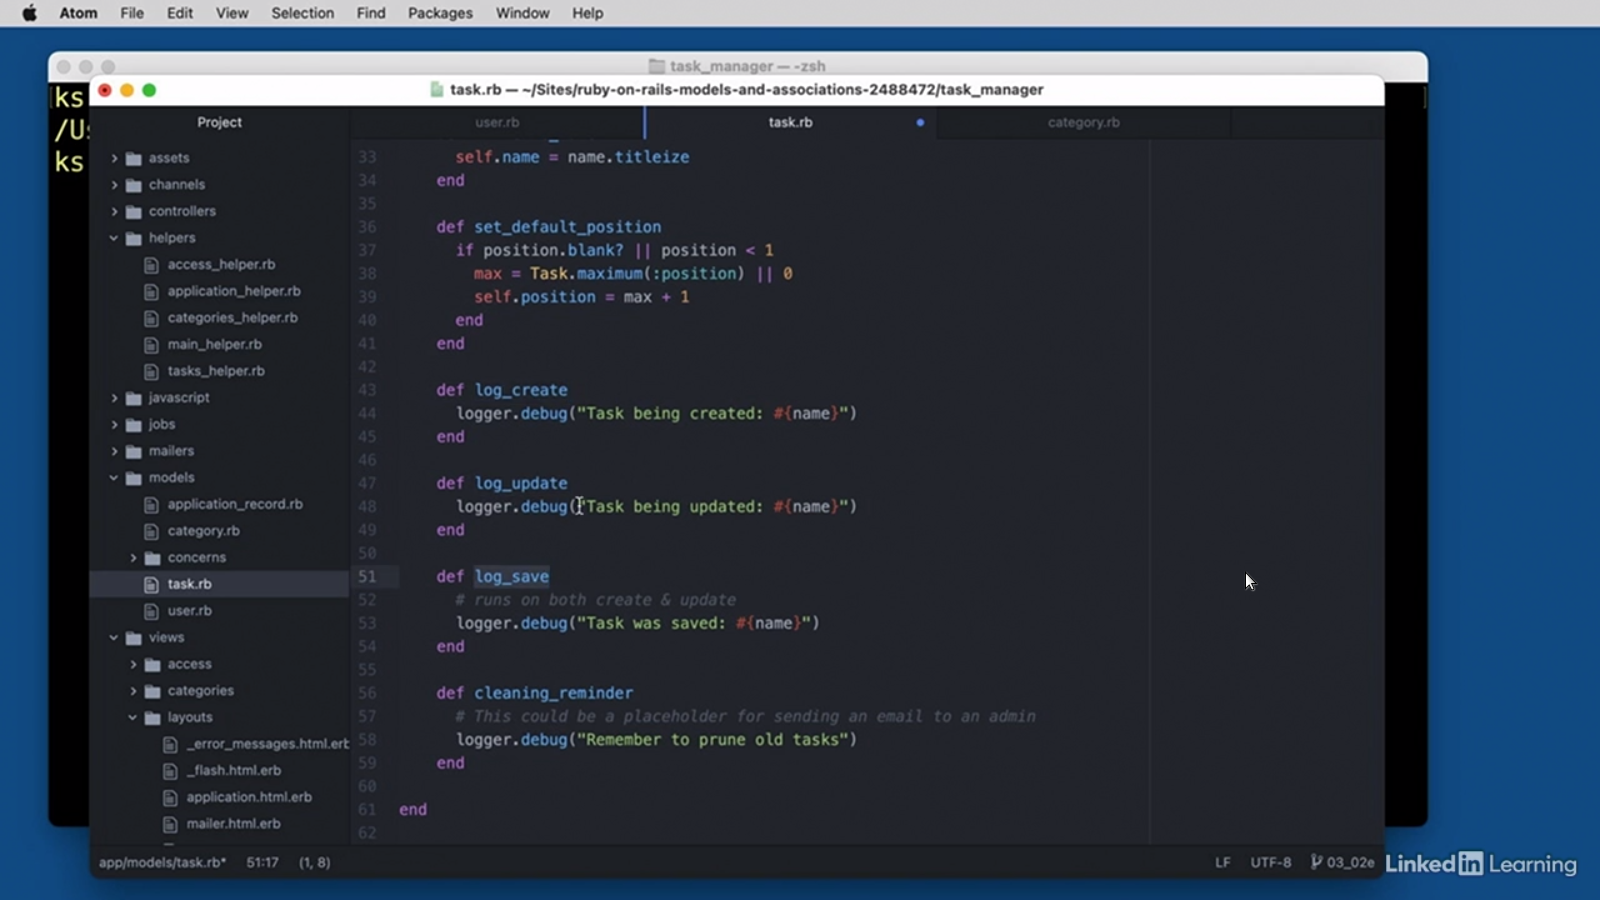 Atom File Edit View Selection Find Packages Window Help
task_manager — -zsh
ks
/Us
ks
task.rb — ~/Sites/ruby-on-rails-models-and-associations-2488472/task_manager
Project
user.rb
task.rb
category.rb
assets
channels
controllers
helpers
access_helper.rb
application_helper.rb
categories_helper.rb
main_helper.rb
tasks_helper.rb
javascript
jobs
mailers
models
application_record.rb
category.rb
concerns
task.rb
user.rb
views
access
categories
layouts
_error_messages.html.erb
_flash.html.erb
application.html.erb
mailer.html.erb
33 self.name = name.titleize
34 end
35
36 def set_default_position
37 if position.blank? || position < 1
38 max = Task.maximum(:position) || 0
39 self.position = max + 1
40 end
41 end
42
43 def log_create
44 logger.debug("Task being created: #{name}")
45 end
46
47 def log_update
48 logger.debug("Task being updated: #{name}")
49 end
50
51 def log_save
52 # runs on both create & update
53 logger.debug("Task was saved: #{name}")
54 end
55
56 def cleaning_reminder
57 # This could be a placeholder for sending an email to an admin
58 logger.debug("Remember to prune old tasks")
59 end
60
61 end
62
app/models/task.rb* 51:17 (1, 8)
LF UTF-8 03_02e
LinkedIn Learning